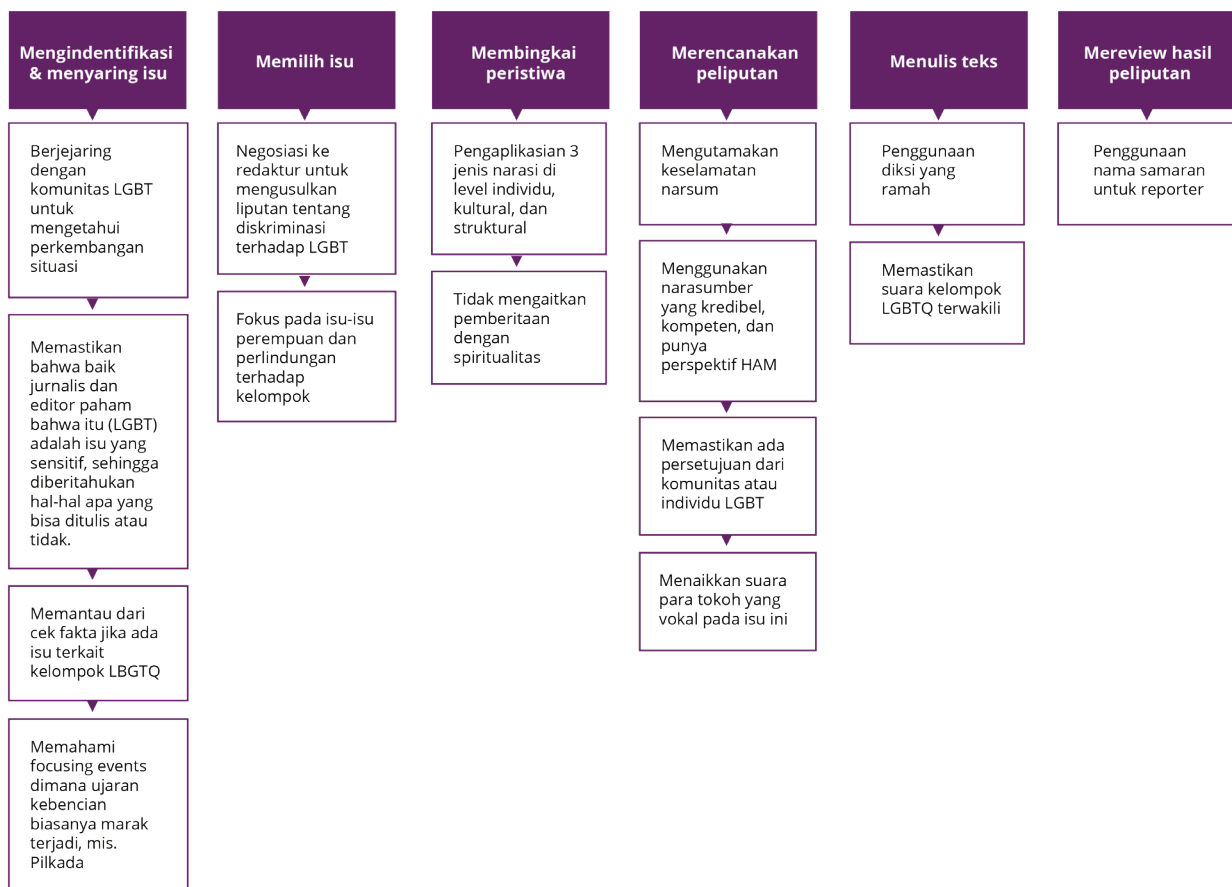 Mengindentifikasi
& menyaring isu
Berjejaring
dengan
komunitas LGBT
untuk
mengetahui
perkembangan
situasi
Memastikan
bahwa baik
jurnalis dan
editor paham
bahwa itu (LGBT)
adalah isu yang
sensitif, sehingga
diberitahukan
hal-hal apa yang
bisa ditulis atau
tidak.
Memantau dari
cek fakta jika ada
isu terkait
kelompok LBGTQ
Memahami
focusing events
dimana ujaran
kebencian
biasanya marak
terjadi, mis.
Pilkada
Memilih isu
Negosiasi ke
redaktur untuk
mengusulkan
liputan tentang
diskriminasi
terhadap LGBT
Fokus pada isu-isu
perempuan dan
perlindungan
terhadap
kelompok
Membingkai
peristiwa
Pengaplikasian 3
jenis narasi di
level individu,
kultural, dan
struktural
Tidak mengaitkan
pemberitaan
dengan
spiritualitas
Merencanakan
peliputan
Mengutamakan
keselamatan
narsum
Menggunakan
narasumber
yang kredibel,
kompeten, dan
punya
perspektif HAM
Memastikan ada
persetujuan dari
komunitas atau
individu LGBT
Menaikkan suara
para tokoh yang
vokal pada isu ini
Menulis teks
Penggunaan
diksi yang
ramah
Memastikan
suara kelompok
LGBTQ terwakili
Mereview hasil
peliputan
Penggunaan
nama samaran
untuk reporter